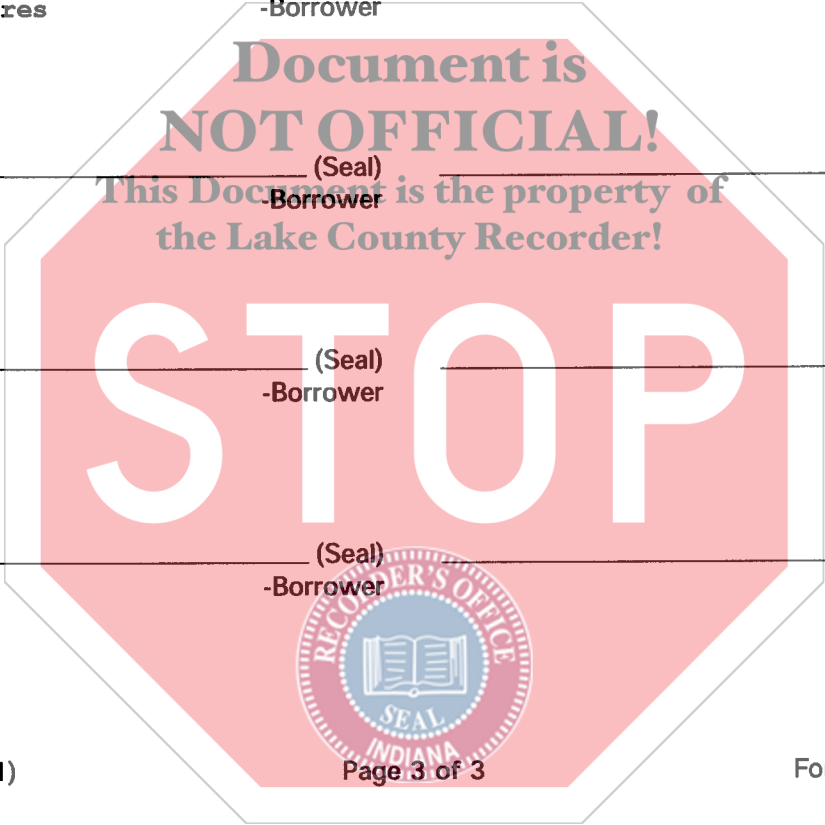 res -Borrower
Document is
NOT OFFICIAL!
(Seal)
This Document is the property of
-Borrower
the Lake County Recorder!
STOP
(Seal)
-Borrower
(Seal)
-Borrower
RECORDER'S OFFICE
SEAL
INDIANA
) Page 3 of 3 Fo